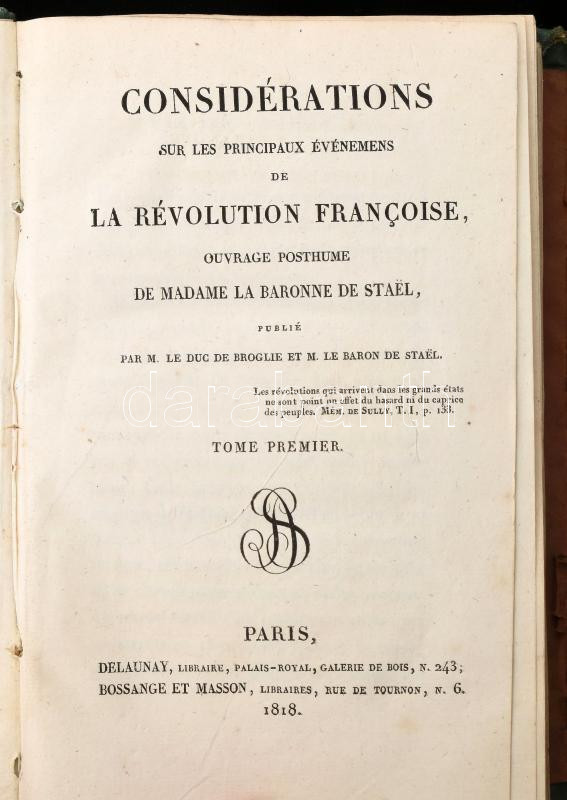 CONSIDÉRATIONS
SUR LES PRINCIPAUX ÉVÉNEMENS
DE
LA RÉVOLUTION FRANÇOISE,
OUVRAGE POSTHUME
DE MADAME LA BARONNE DE STAËL,
PUBLIÉ
PAR M. LE DUC DE BROGLIE ET M. LE BARON DE STAËL.
Les révolutions qui arrivent dans les grands états
ne sont point un effet du hasard ni du caprice
des peuples. MÉM. DE SULLY, T. I, p. 133.
darabanth
TOME PREMIER.
PARIS,
DELAUNAY, LIBRAIRE, PALAIS-ROYAL, GALERIE DE BOIS, N. 243;
BOSSANGE ET MASSON, LIBRAIRES, RUE DE TOURNON, N. 6.
1818.